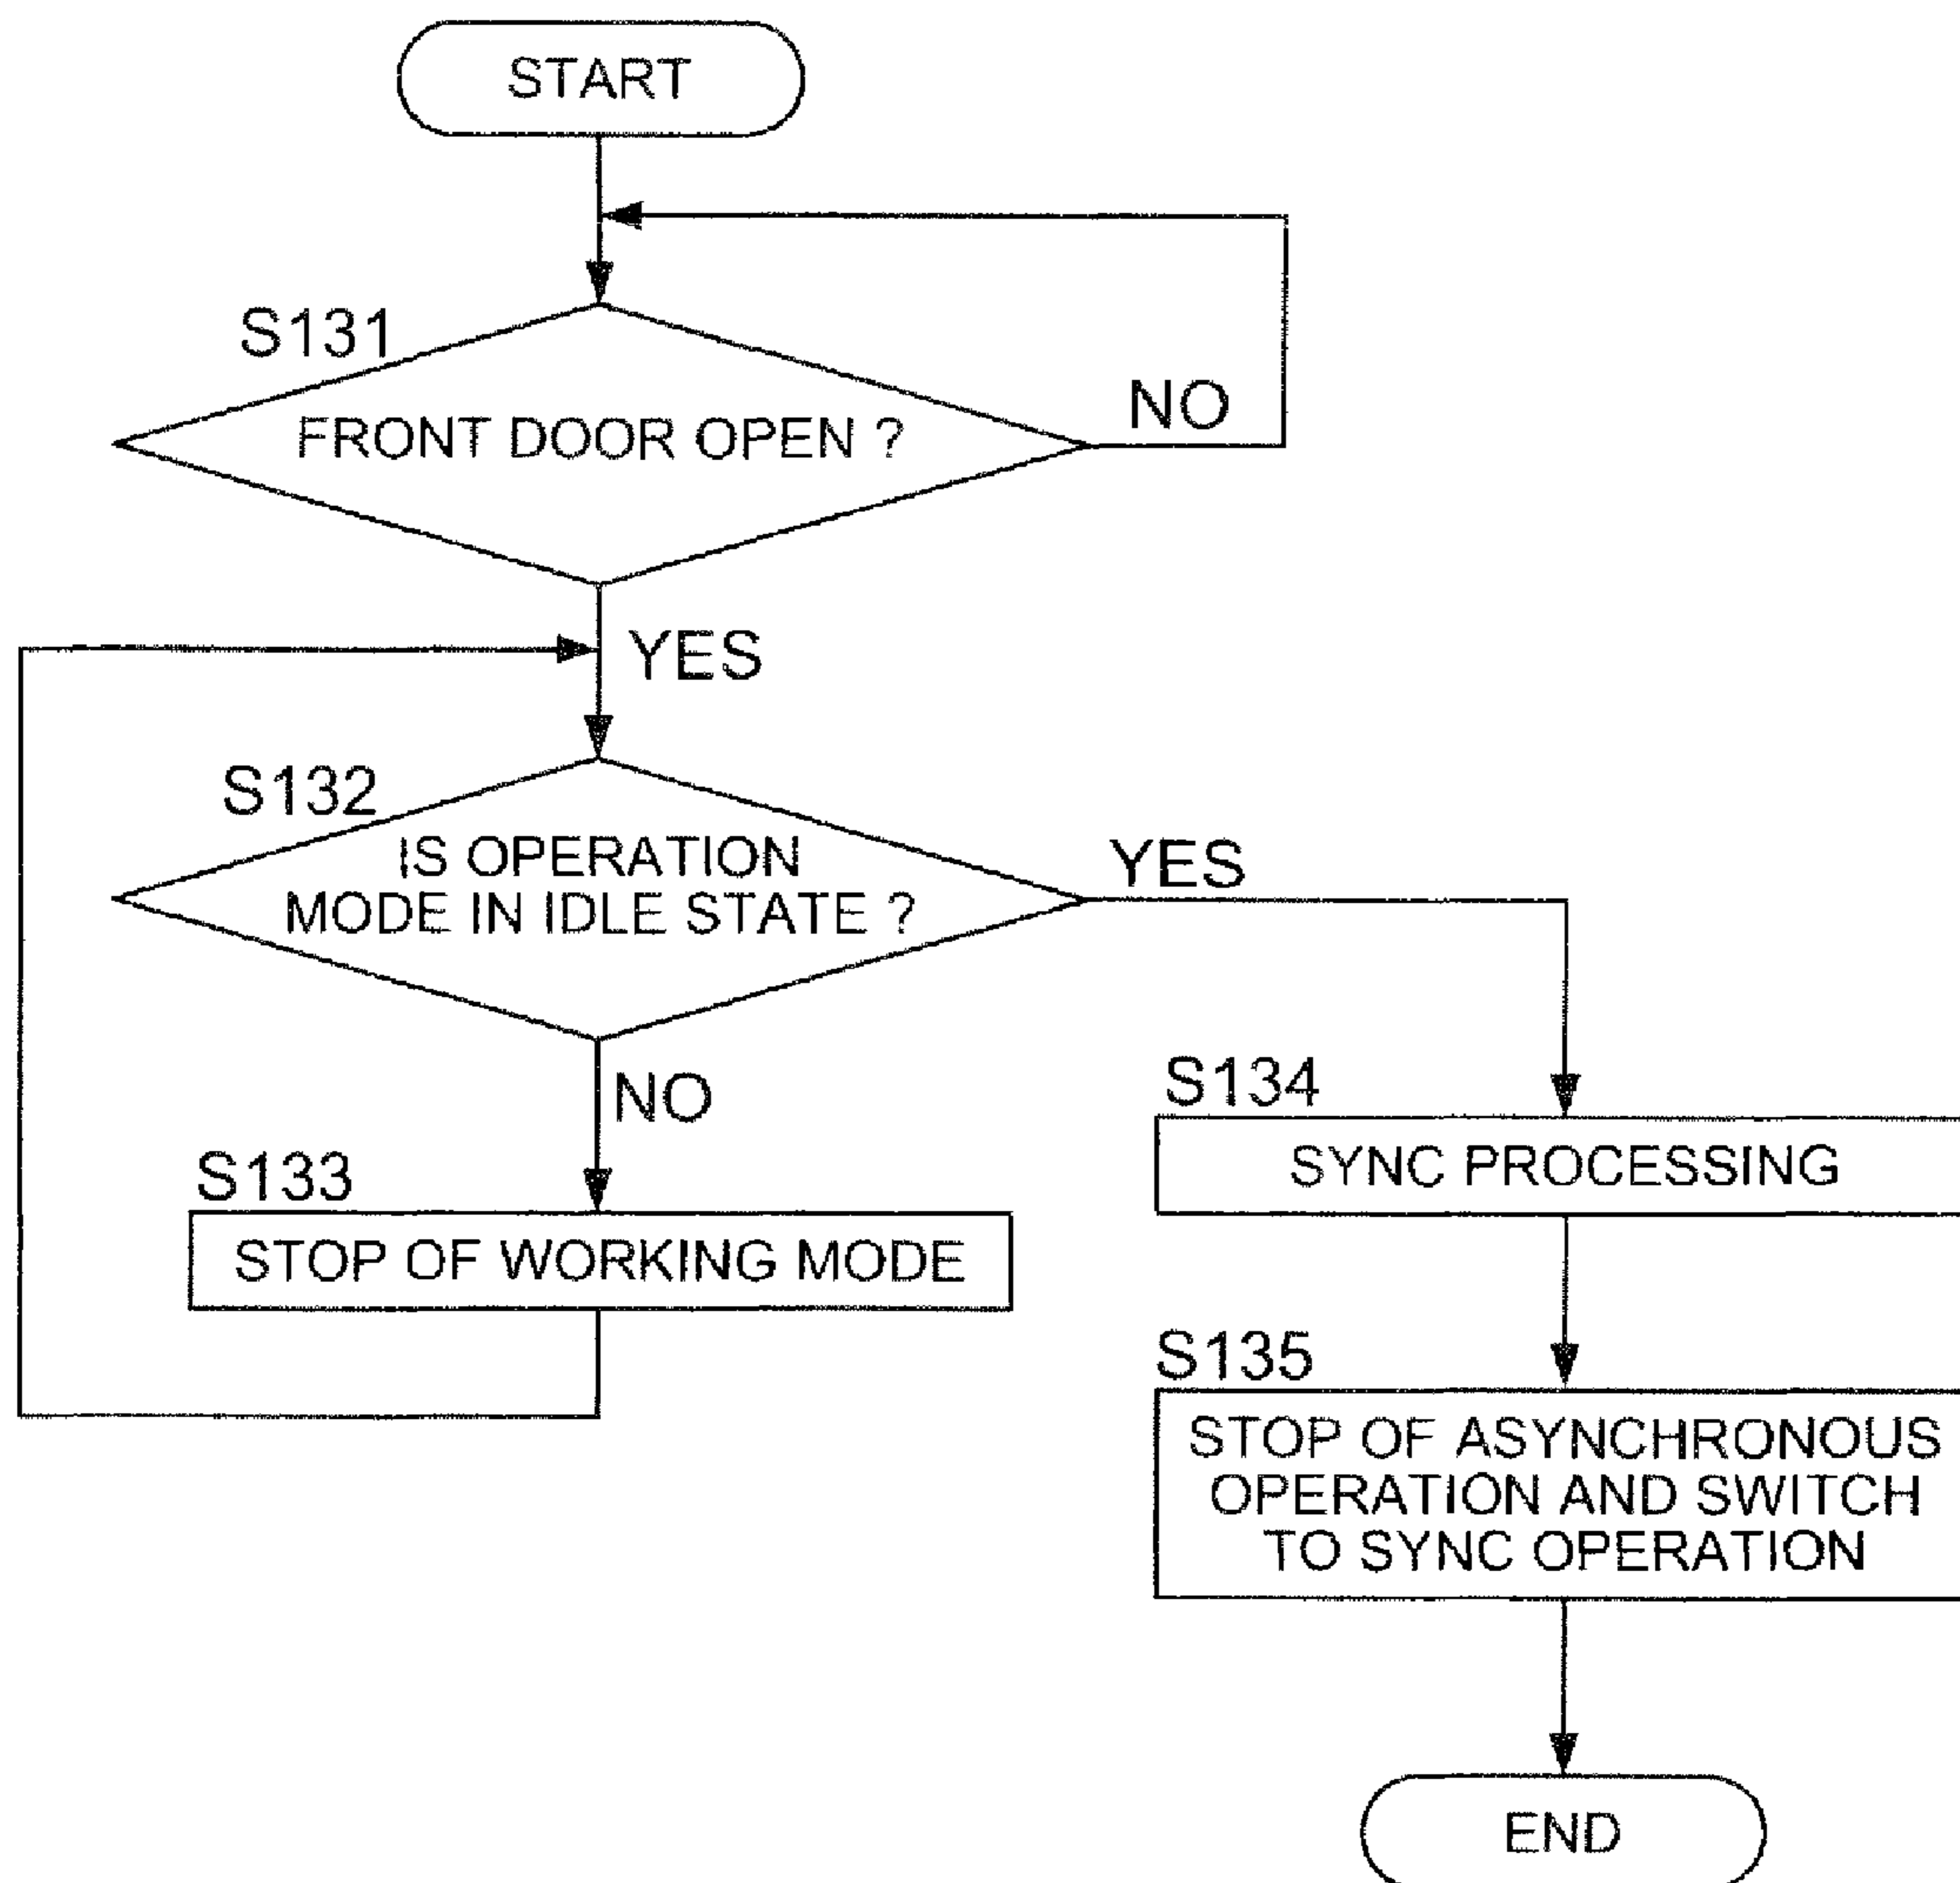 START
S131
FRONT DOOR OPEN ?
NO
YES
S132
IS OPERATION
MODE IN IDLE STATE ?
YES
NO
S133
STOP OF WORKING MODE
S134
SYNC PROCESSING
S135
STOP OF ASYNCHRONOUS
OPERATION AND SWITCH
TO SYNC OPERATION
END